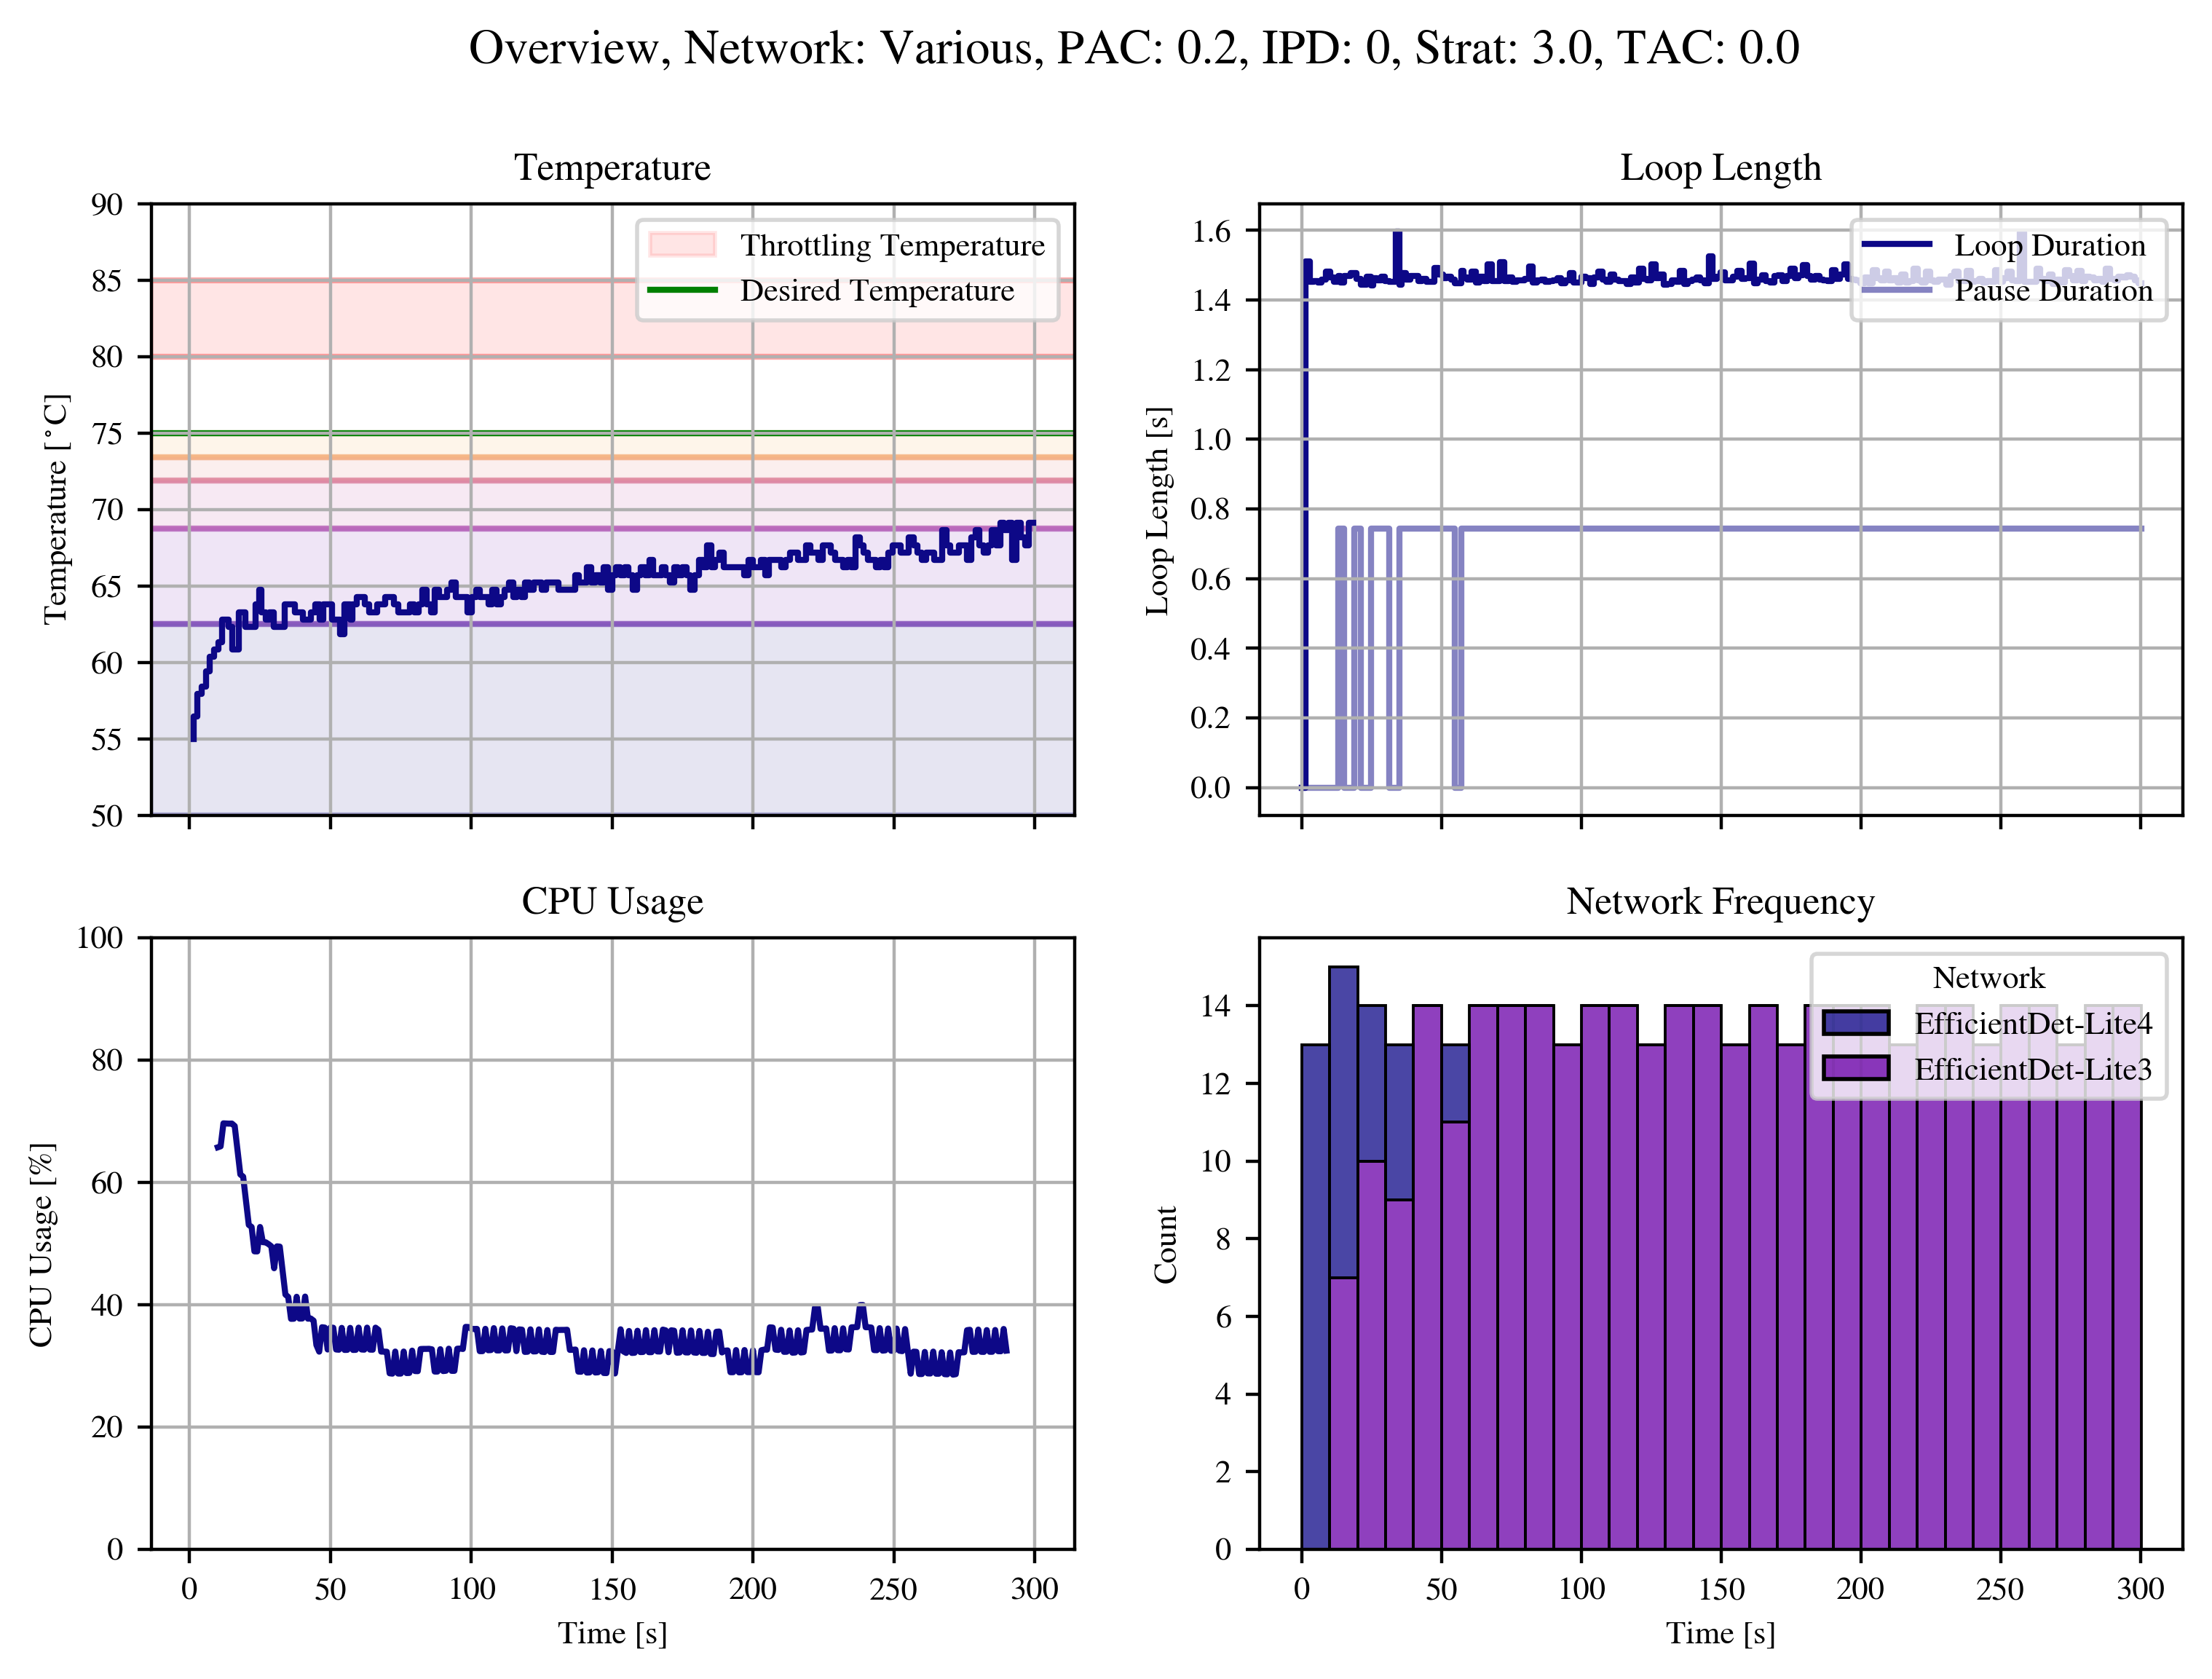 Overview, Network: Various, PAC: 0.2, IPD: 0, Strat: 3.0, TAC: 0.0
Temperature
90
85
80
75
70
65
60
55
50
Temperature [°C]
Throttling Temperature
Desired Temperature
Loop Length
1.6
1.4
1.2
1.0
0.8
0.6
0.4
0.2
0.0
Loop Length [s]
Loop Duration
Pause Duration
CPU Usage
100
80
60
40
20
0
CPU Usage [%]
0
50
100
150
200
250
300
Time [s]
Network Frequency
14
12
10
8
6
4
2
0
Count
Network
EfficientDet-Lite4
EfficientDet-Lite3
0
50
100
150
200
250
300
Time [s]